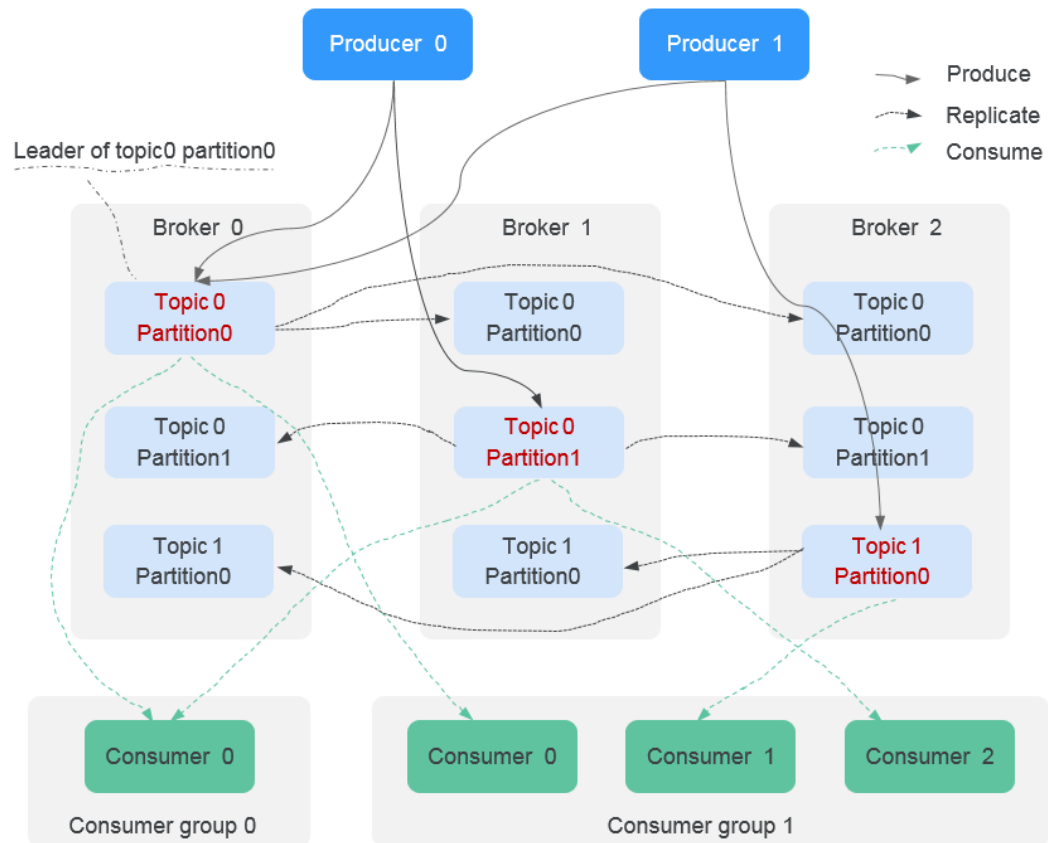 Producer 0
Producer 1
Produce
Replicate
Consume
Leader of topic0 partition0
Broker 0
Broker 1
Broker 2
Topic 0
Partition0
Topic 0
Partition0
Topic 0
Partition0
Topic 0
Partition1
Topic 0
Partition1
Topic 0
Partition1
Topic 1
Partition0
Topic 1
Partition0
Topic 1
Partition0
Consumer 0
Consumer 0
Consumer 1
Consumer 2
Consumer group 0
Consumer group 1